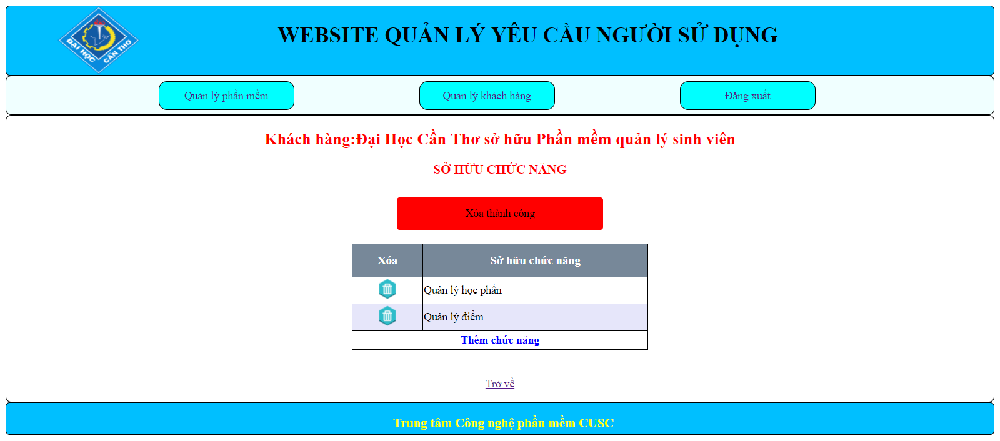 ĐẠI HỌC CẦN THƠ
WEBSITE QUẢN LÝ YÊU CẦU NGƯỜI SỬ DỤNG
Quản lý phần mềm
Quản lý khách hàng
Đăng xuất
Khách hàng:Đại Học Cần Thơ sở hữu Phần mềm quản lý sinh viên
SỞ HỮU CHỨC NĂNG
Xóa thành công
Xóa
Sở hữu chức năng
Quản lý học phần
Quản lý điểm
Thêm chức năng
Trở về
Trung tâm Công nghệ phần mềm CUSC